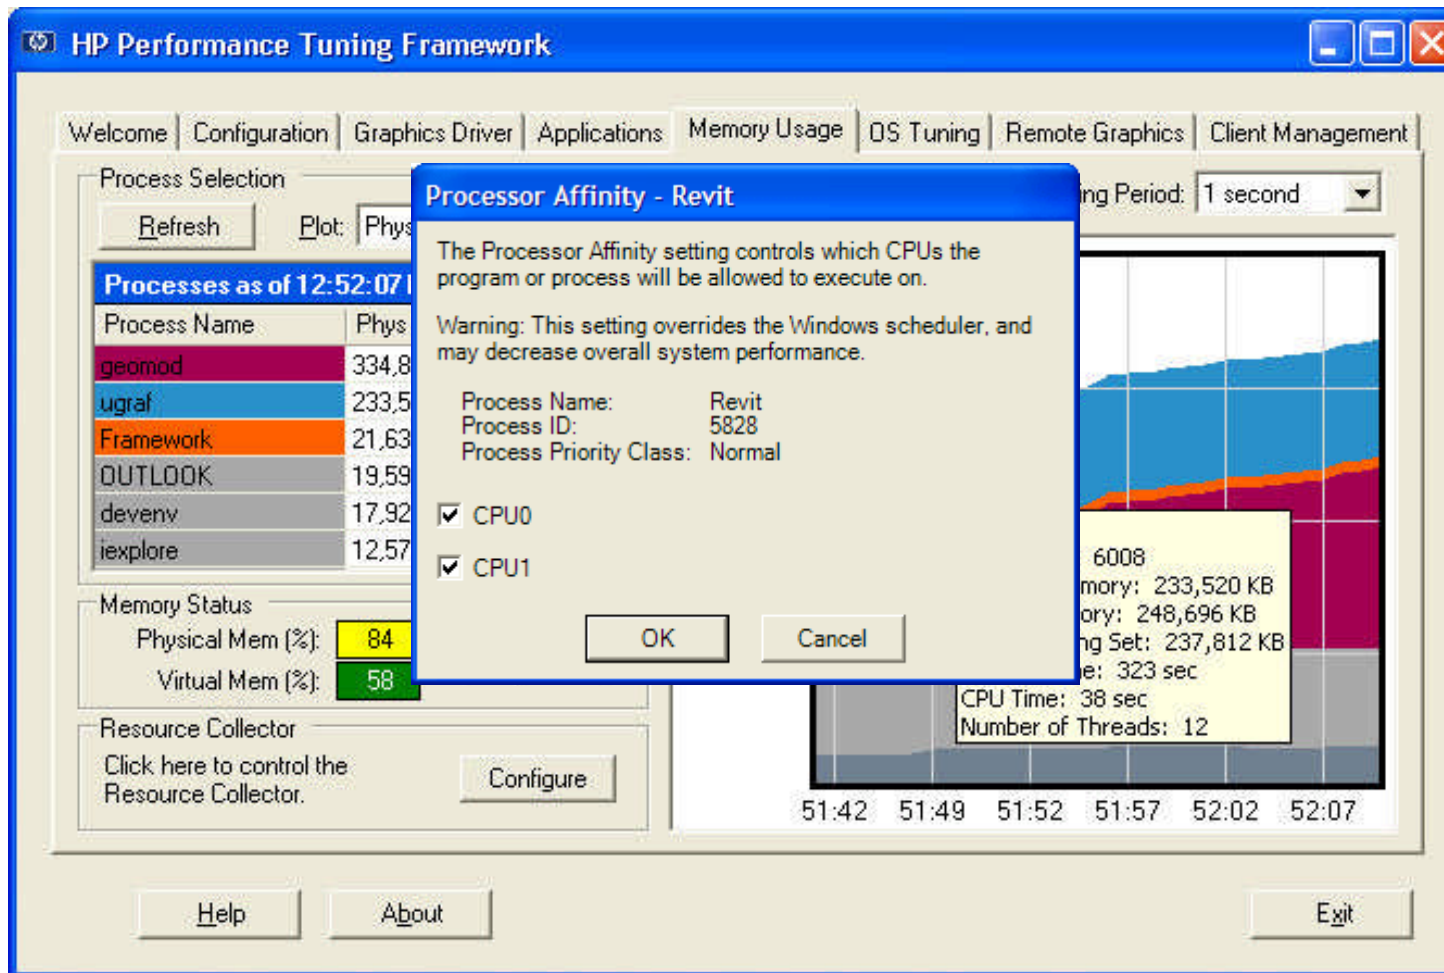 HP Performance Tuning Framework
Welcome Configuration Graphics Driver Applications Memory Usage OS Tuning Remote Graphics Client Management
Process Selection
Refresh Plot: Phys
ing Period: 1 second
Processes as of 12:52:07
Process Name Phys
geomod 334,8
ugraf 233,5
Framework 21,63
OUTLOOK 19,59
devenv 17,92
iexplore 12,57
Memory Status
Physical Mem (%): 84
Virtual Mem (%): 58
Resource Collector
Click here to control the
Resource Collector.
Configure
Processor Affinity - Revit
The Processor Affinity setting controls which CPUs the
program or process will be allowed to execute on.
Warning: This setting overrides the Windows scheduler, and
may decrease overall system performance.
Process Name: Revit
Process ID: 5828
Process Priority Class: Normal
CPU0
CPU1
OK Cancel
6008
mory: 233,520 KB
ory: 248,696 KB
ng Set: 237,812 KB
e: 323 sec
CPU Time: 38 sec
Number of Threads: 12
51:42 51:49 51:52 51:57 52:02 52:07
Help About Exit